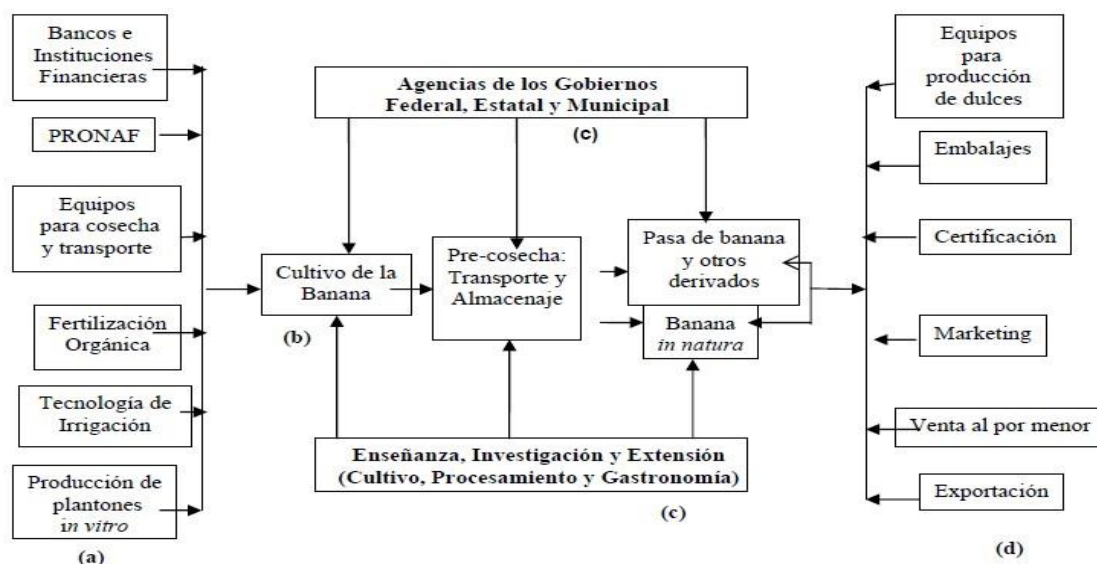 Bancos e
Instituciones
Financieras
PRONAF
Equipos
para cosecha
y transporte
Fertilización
Orgánica
Tecnología de
Irrigación
Producción de
plantones
in vitro
(a)
Agencias de los Gobiernos
Federal, Estatal y Municipal
(c)
Cultivo de la
Banana
(b)
Pre-cosecha:
Transporte y
Almacenaje
Pasa de banana
y otros
derivados
Banana
in natura
Enseñanza, Investigación y Extensión
(Cultivo, Procesamiento y Gastronomía)
(c)
Equipos
para
producción
de dulces
Embalajes
Certificación
Marketing
Venta al por menor
Exportación
(d)